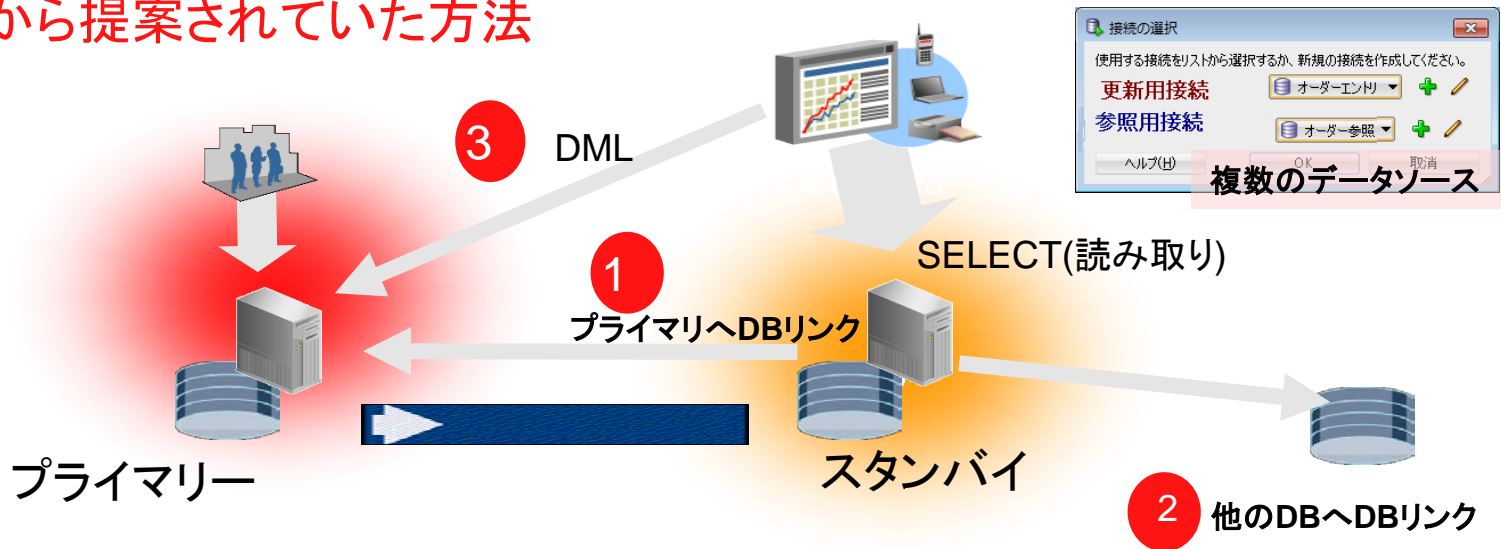 から提案されていた方法
接続の選択
使用する接続をリストから選択するか、新規の接続を作成してください。
更新用接続
オーダーエントリ
参照用接続
オーダー参照
ヘルプ(H)
OK
取消
複数のデータソース
3
DML
SELECT(読み取り)
1
プライマリへDBリンク
プライマリー
スタンバイ
2
他のDBへDBリンク